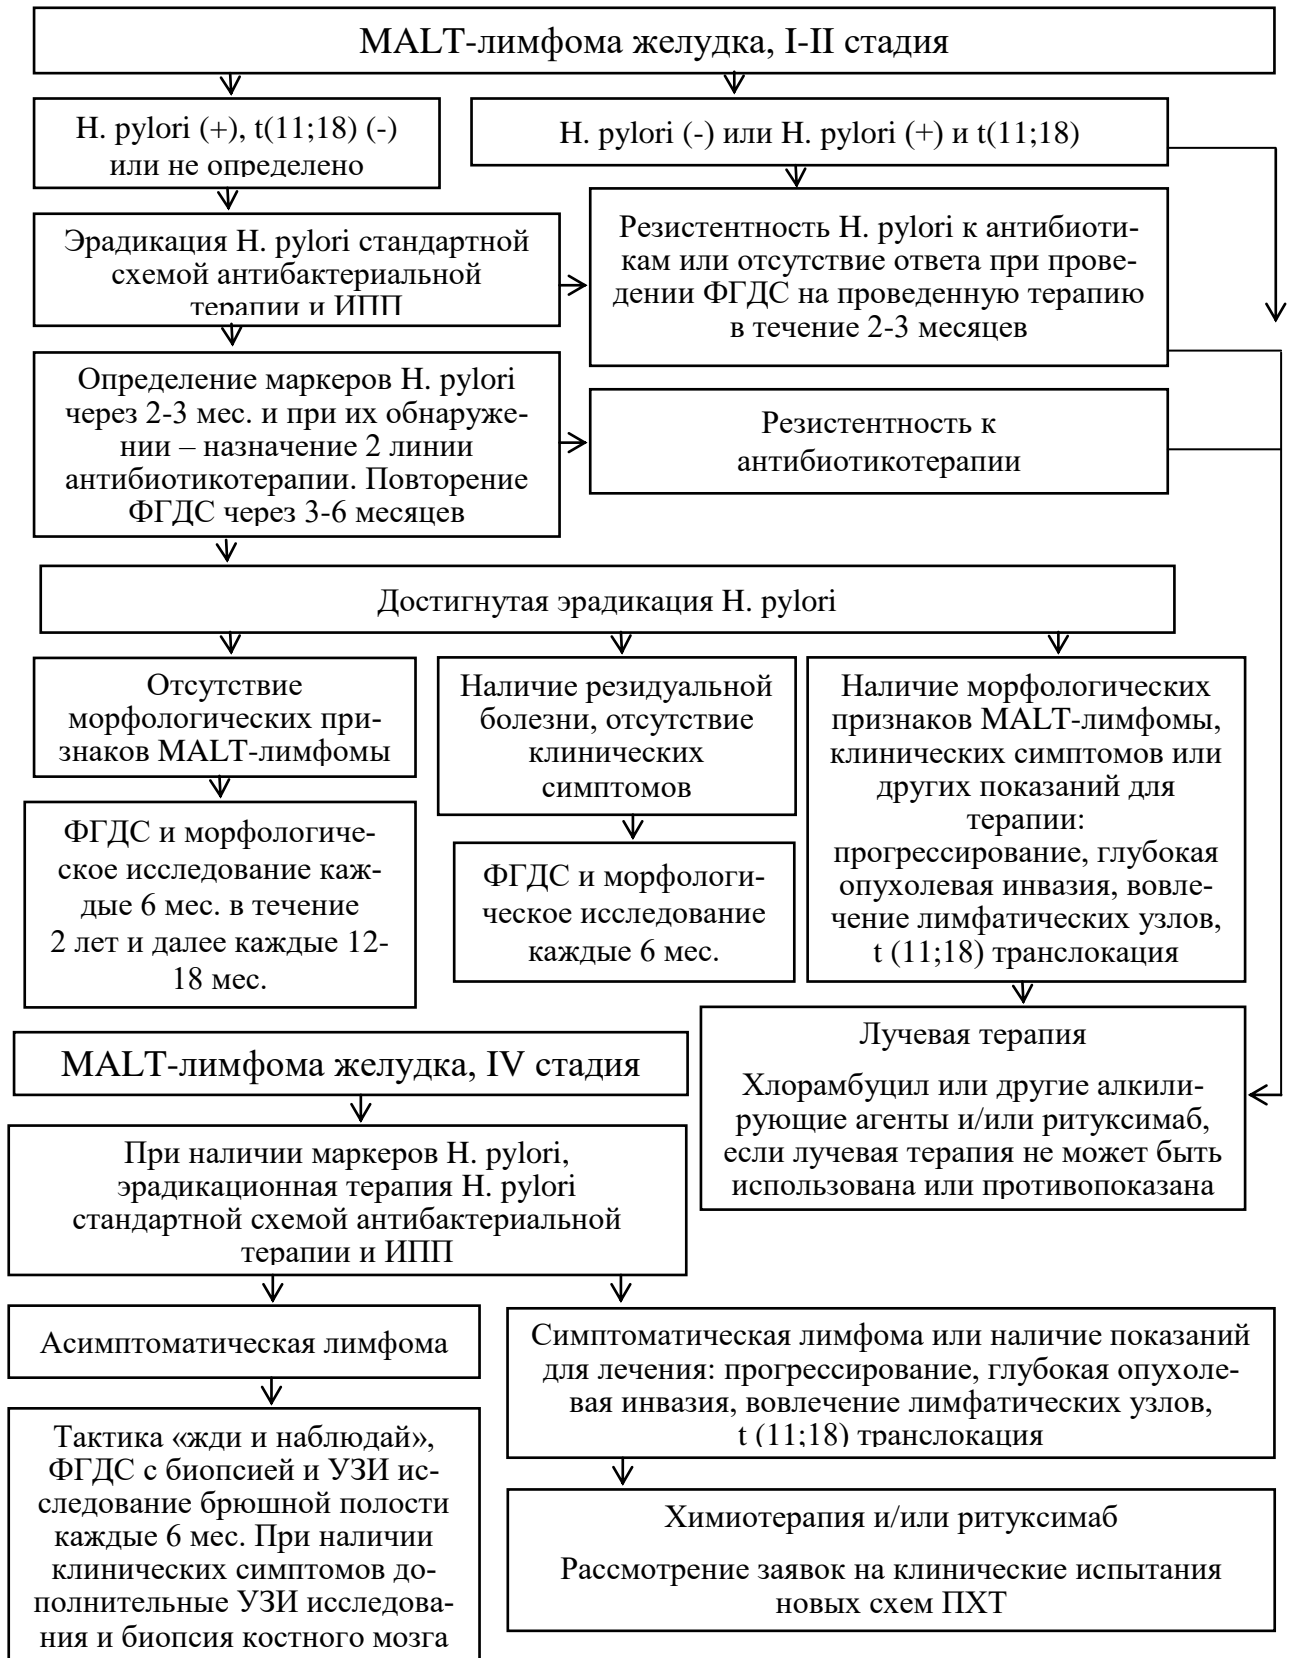 MALT-лимфома желудка, I-II стадия
H. pylori (+), t(11;18) (-)
или не определено
H. pylori (-) или H. pylori (+) и t(11;18)
Эрадикация H. pylori стандартной
схемой антибактериальной
терапии и ИПП
Резистентность H. pylori к антибиоти-
кам или отсутствие ответа при прове-
дении ФГДС на проведенную терапию
в течение 2-3 месяцев
Определение маркеров H. pylori
через 2-3 мес. и при их обнаруже-
нии – назначение 2 линии
антибиотикотерапии. Повторение
ФГДС через 3-6 месяцев
Резистентность к
антибиотикотерапии
Достигнутая эрадикация H. pylori
Отсутствие
морфологических при-
знаков MALT-лимфомы
Наличие резидуальной
болезни, отсутствие
клинических
симптомов
Наличие морфологических
признаков MALT-лимфомы,
клинических симптомов или
других показаний для
терапии:
прогрессирование, глубокая
опухолевая инвазия, вовле-
чение лимфатических узлов,
t (11;18) транслокация
ФГДС и морфологиче-
ское исследование каж-
дые 6 мес. в течение
2 лет и далее каждые 12-
18 мес.
ФГДС и морфологи-
ческое исследование
каждые 6 мес.
Лучевая терапия
Хлорамбуцил или другие алкили-
рующие агенты и/или ритуксимаб,
если лучевая терапия не может быть
использована или противопоказана
MALT-лимфома желудка, IV стадия
При наличии маркеров H. pylori,
эрадикационная терапия H. pylori
стандартной схемой антибактериальной
терапии и ИПП
Асимптоматическая лимфома
Симптоматическая лимфома или наличие показаний
для лечения: прогрессирование, глубокая опухоле-
вая инвазия, вовлечение лимфатических узлов,
t (11;18) транслокация
Тактика «жди и наблюдай»,
ФГДС с биопсией и УЗИ ис-
следование брюшной полости
каждые 6 мес. При наличии
клинических симптомов до-
полнительные УЗИ исследова-
ния и биопсия костного мозга
Химиотерапия и/или ритуксимаб
Рассмотрение заявок на клинические испытания
новых схем ПХТ